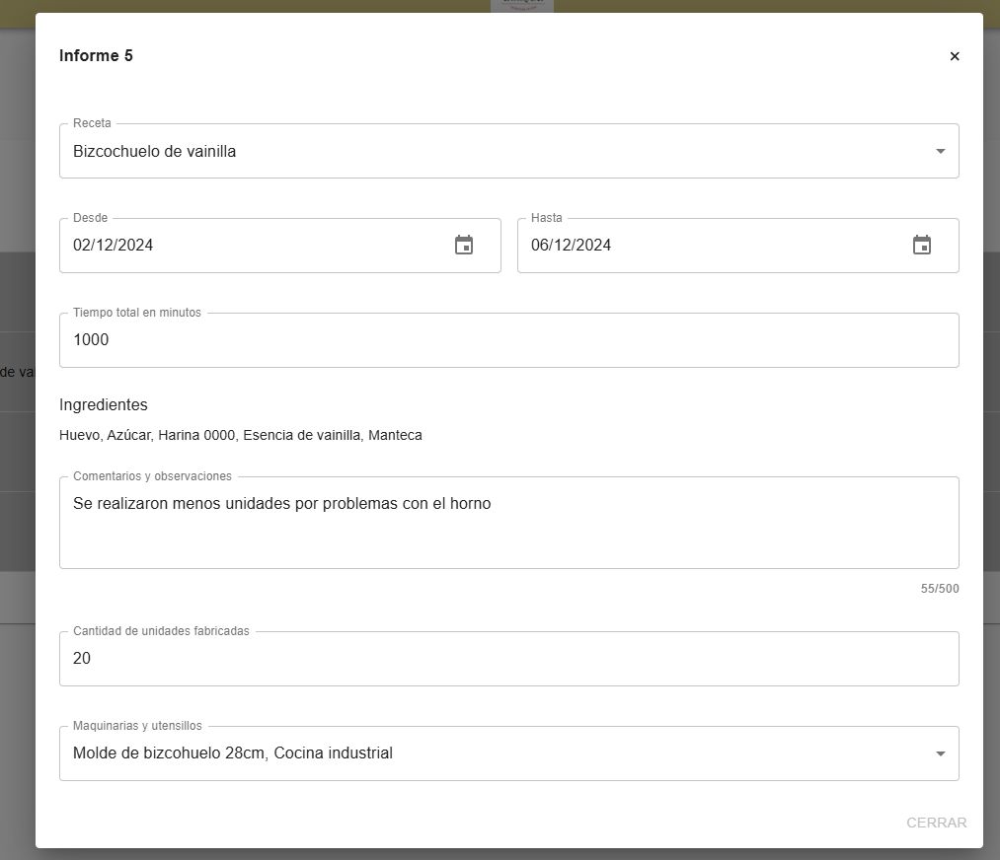 Informe 5
×
Receta
Bizcochuelo de vainilla
Desde
02/12/2024
Hasta
06/12/2024
Tiempo total en minutos
1000
de va
Ingredientes
Huevo, Azúcar, Harina 0000, Esencia de vainilla, Manteca
Comentarios y observaciones
Se realizaron menos unidades por problemas con el horno
55/500
Cantidad de unidades fabricadas
20
Maquinarias y utensillos
Molde de bizcohuelo 28cm, Cocina industrial
CERRAR